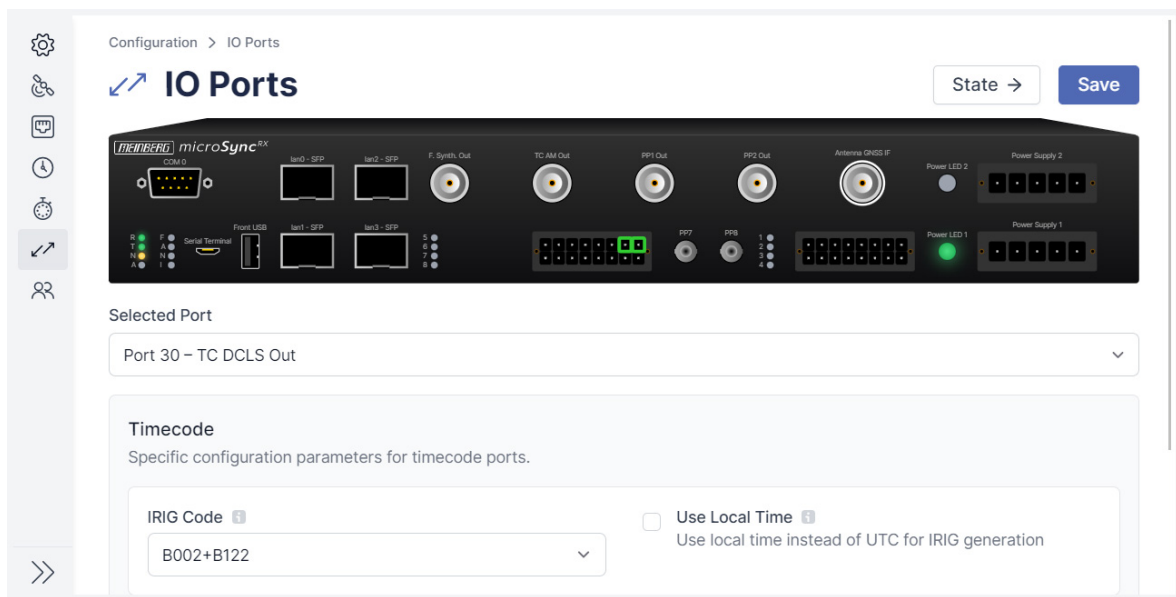 Configuration > IO Ports
IO Ports
State →
Save
MEINBERG microSync RX
COM 0
lan0 - SFP
lan2 - SFP
F. Synth. Out
TC AM Out
PP1 Out
PP2 Out
Antenna GNSS IF
Power LED 2
Power Supply 2
R
T
N
A
F
A
N
I
Serial Terminal
Front USB
lan1 - SFP
lan3 - SFP
5
6
7
8
PP7
PP8
1
2
3
4
Power LED 1
Power Supply 1
Selected Port
Port 30 – TC DCLS Out
Timecode
Specific configuration parameters for timecode ports.
IRIG Code i
B002+B122
Use Local Time i
Use local time instead of UTC for IRIG generation